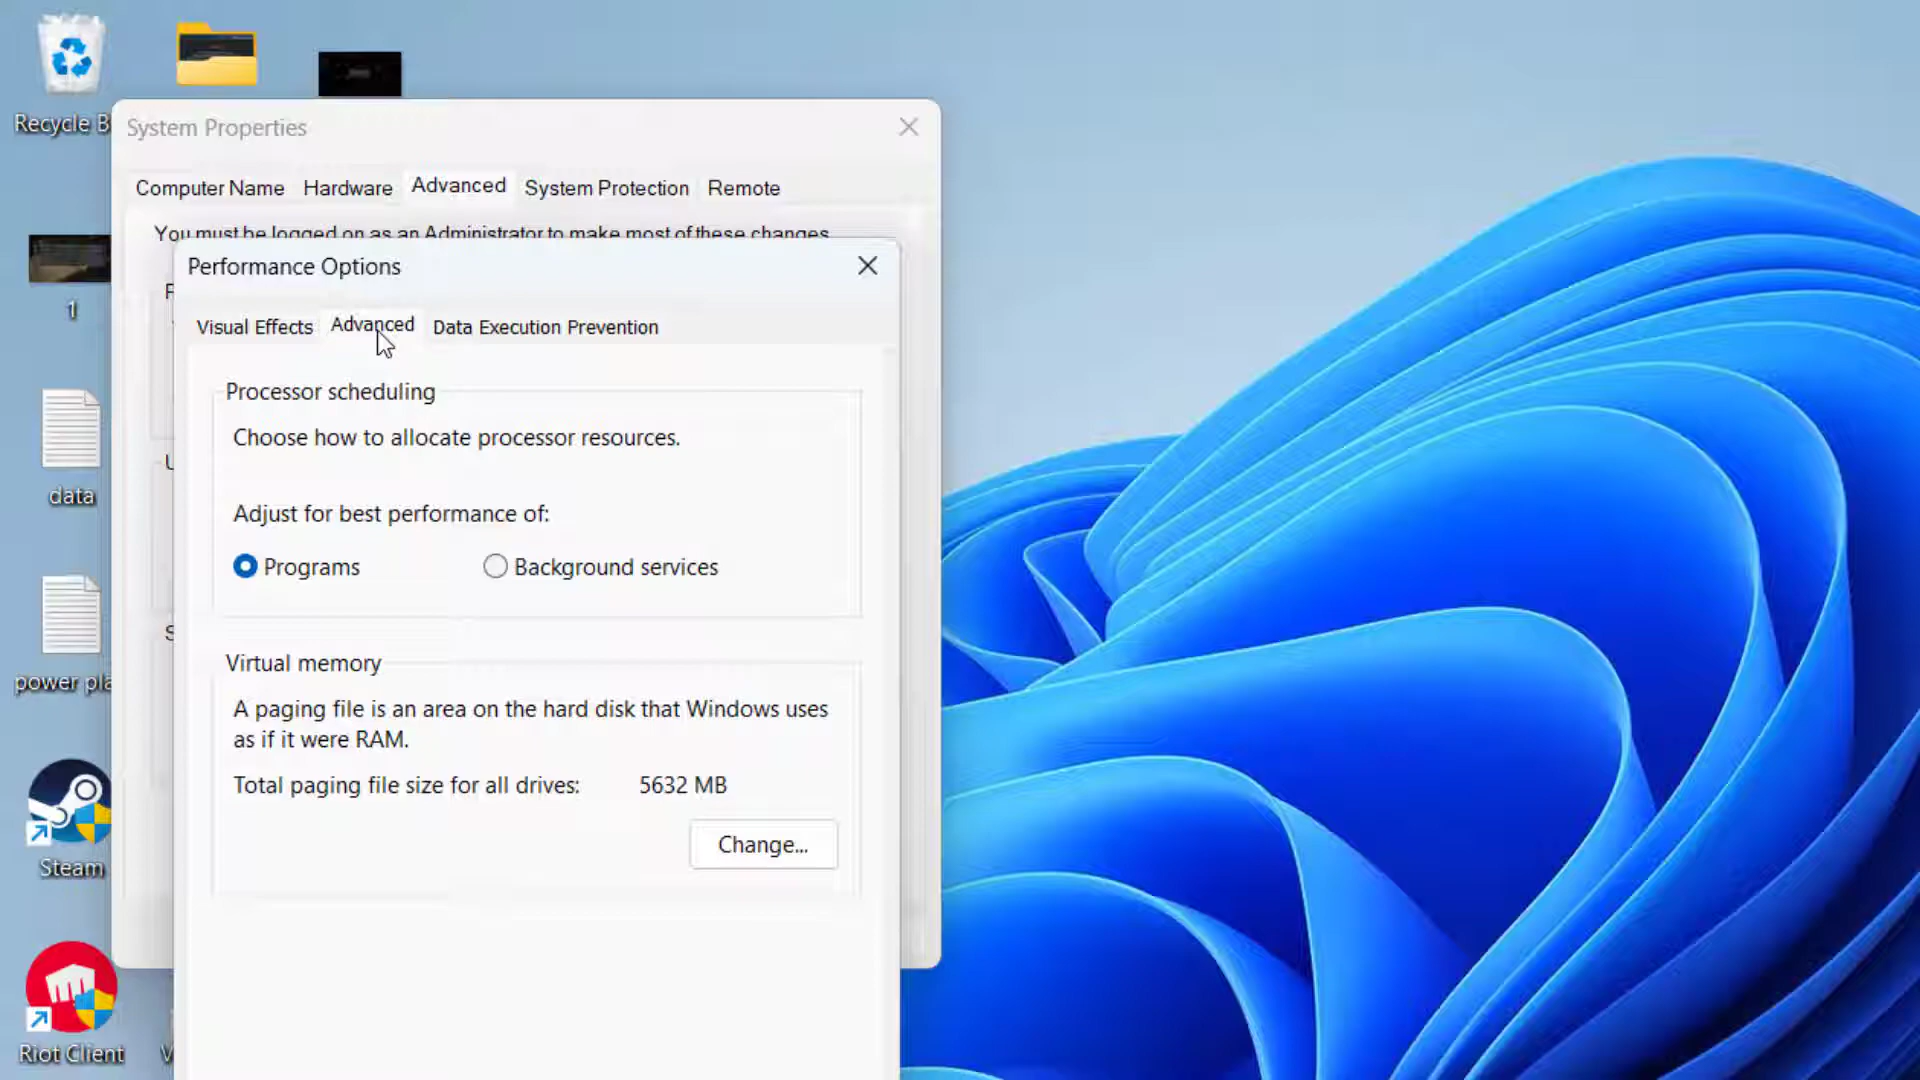 Recycle B
System Properties
Computer Name Hardware Advanced System Protection Remote
You must be logged on as an Administrator to make most of these changes
Performance Options
1
Visual Effects Advanced Data Execution Prevention
Processor scheduling
Choose how to allocate processor resources.
data
Adjust for best performance of:
Programs Background services
Virtual memory
power pla
A paging file is an area on the hard disk that Windows uses
as if it were RAM.
Total paging file size for all drives: 5632 MB
Change...
Steam
Riot Client